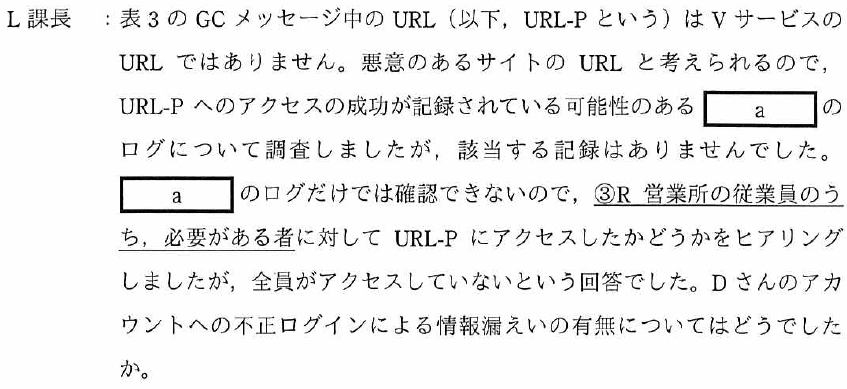 L 課長　：表 3 の GC メッセージ中の URL（以下，URL-P という）は V サービスの
URL ではありません。悪意のあるサイトの URL と考えられるので，
URL-P へのアクセスの成功が記録されている可能性のある a の
ログについて調査しましたが，該当する記録はありませんでした。
a のログだけでは確認できないので，③R 営業所の従業員のう
ち，必要がある者に対して URL-P にアクセスしたかどうかをヒアリング
しましたが，全員がアクセスしていないという回答でした。D さんのアカ
ウントへの不正ログインによる情報漏えいの有無についてはどうでした
か。